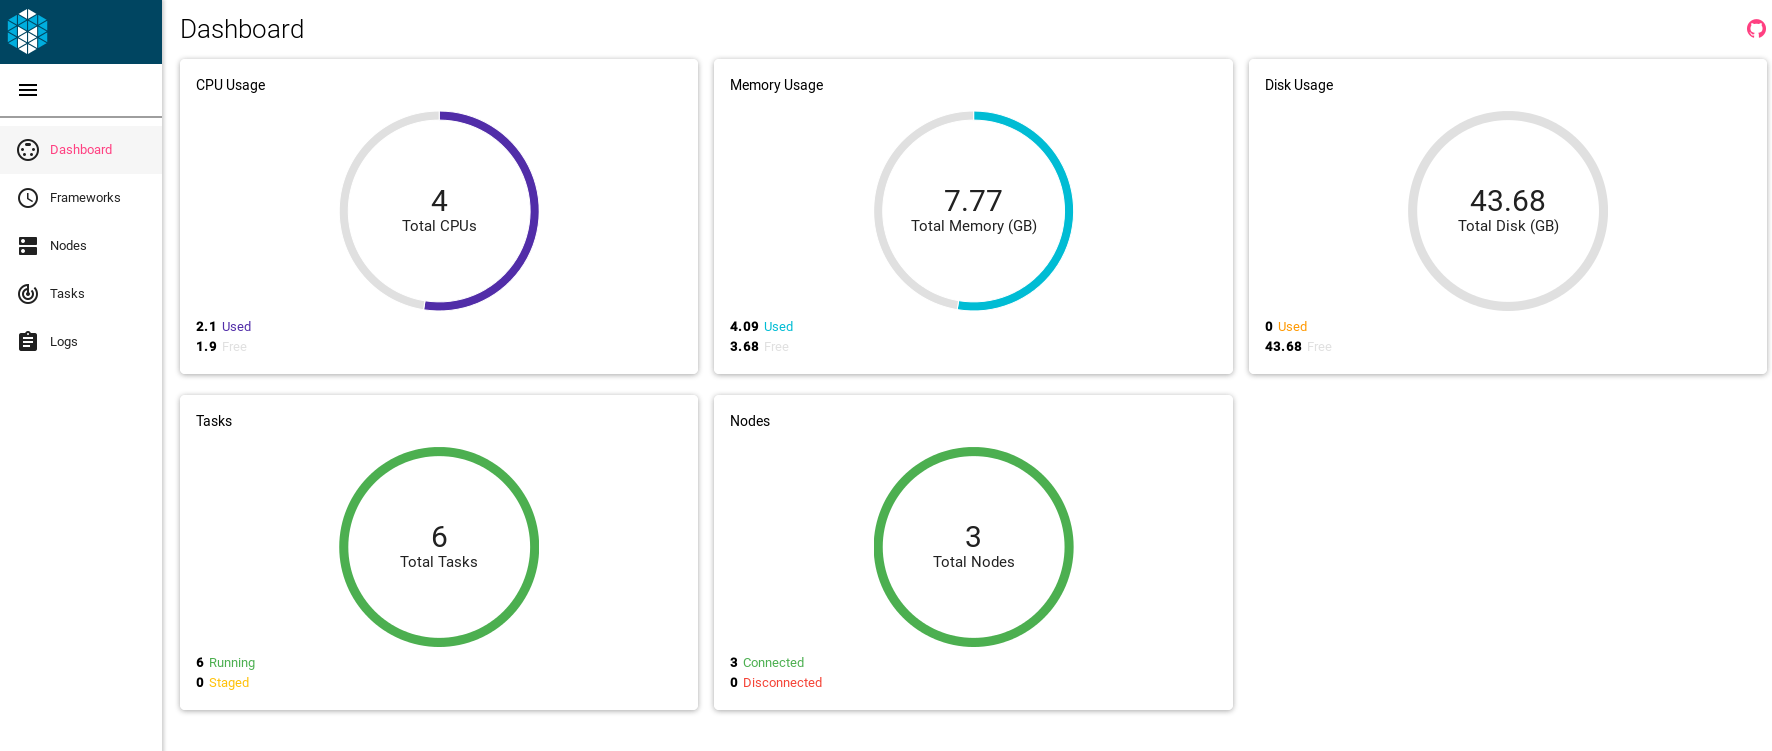 Dashboard
Dashboard
Frameworks
Nodes
Tasks
Logs
CPU Usage
4
Total CPUs
2.1 Used
1.9 Free
Memory Usage
7.77
Total Memory (GB)
4.09 Used
3.68 Free
Disk Usage
43.68
Total Disk (GB)
0 Used
43.68 Free
Tasks
6
Total Tasks
6 Running
0 Staged
Nodes
3
Total Nodes
3 Connected
0 Disconnected